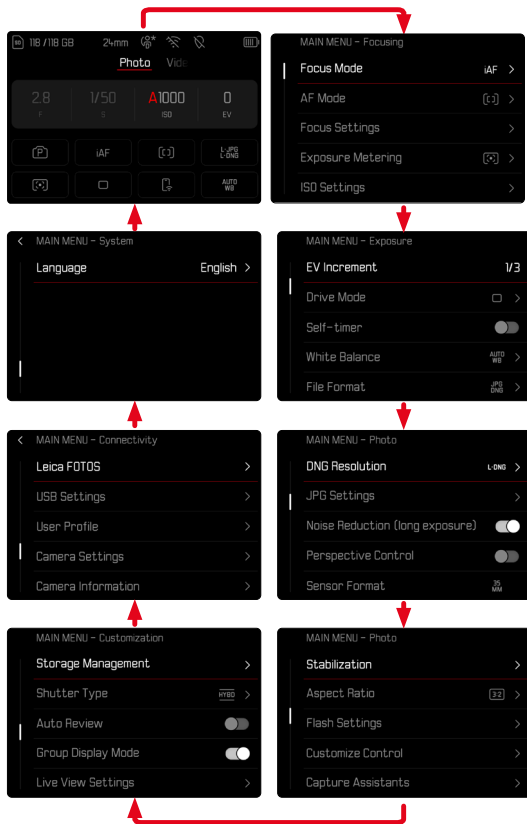 118 /118 GB 24mm
Photo Vide
2.8 1/50 A1000 0
F S ISO EV
P iAF L-JPG
L-DNG
AUTO
WB
MAIN MENU - Focusing
Focus Mode iAF
AF Mode
Focus Settings
Exposure Metering
ISO Settings
MAIN MENU - System
Language English
MAIN MENU - Exposure
EV Increment 1/3
Drive Mode
Self-timer
White Balance AUTO
WB
File Format JPG
DNG
MAIN MENU - Connectivity
Leica FOTOS
USB Settings
User Profile
Camera Settings
Camera Information
MAIN MENU - Photo
DNG Resolution L-DNG
JPG Settings
Noise Reduction (long exposure)
Perspective Control
Sensor Format 35
MM
MAIN MENU - Customization
Storage Management
Shutter Type HYBD
Auto Review
Group Display Mode
Live View Settings
MAIN MENU - Photo
Stabilization
Aspect Ratio 3:2
Flash Settings
Customize Control
Capture Assistants